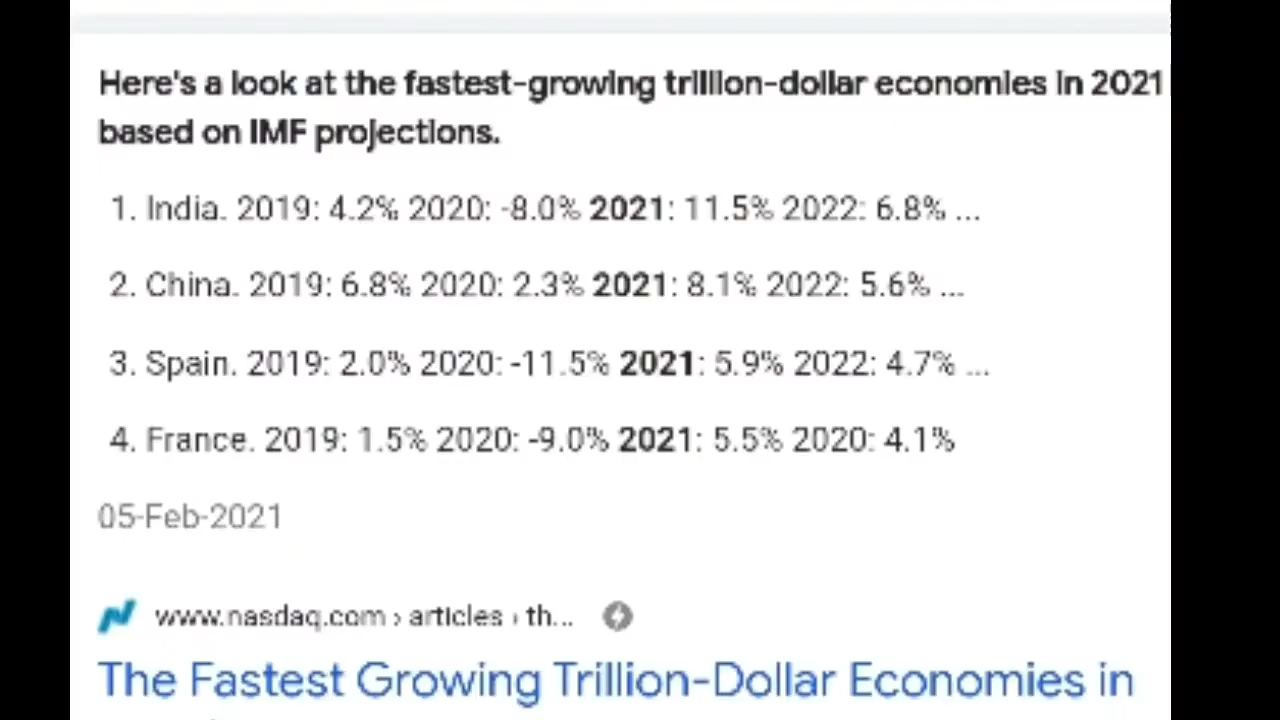 Here's a look at the fastest-growing trillion-dollar economies in 2021
based on IMF projections.
1. India. 2019: 4.2% 2020: -8.0% 2021: 11.5% 2022: 6.8% ...
2. China. 2019: 6.8% 2020: 2.3% 2021: 8.1% 2022: 5.6% ...
3. Spain. 2019: 2.0% 2020: -11.5% 2021: 5.9% 2022: 4.7% ...
4. France. 2019: 1.5% 2020: -9.0% 2021: 5.5% 2020: 4.1%
05-Feb-2021
www.nasdaq.com › articles › th...
The Fastest Growing Trillion-Dollar Economies in